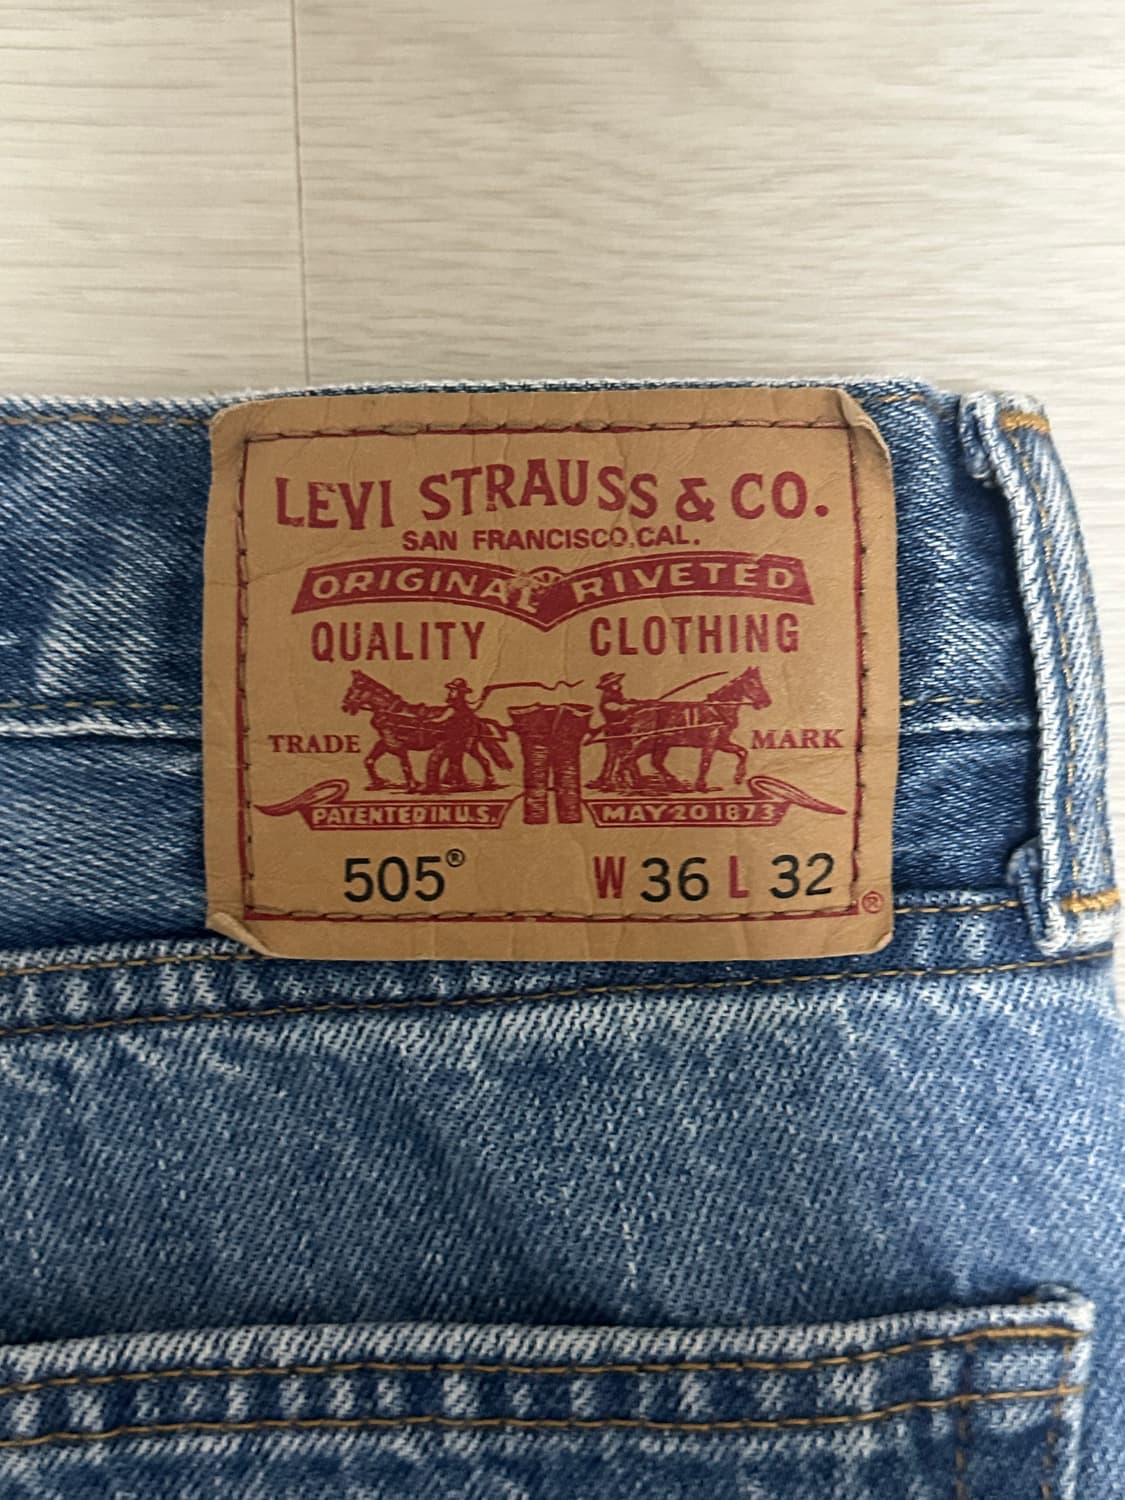 LEVI STRAUSS & CO.
SAN FRANCISCO, CAL.
ORIGINAL RIVETED
QUALITY CLOTHING
TRADE MARK
PATENTED IN U.S. MAY 20 1873
505® W 36 L 32
®